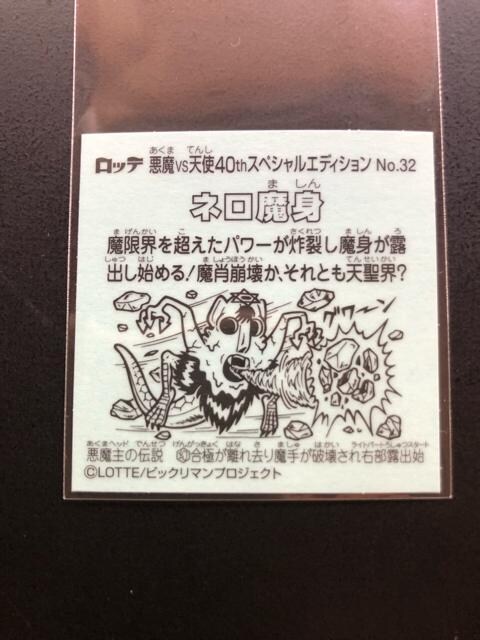 ロッテ 悪魔VS天使40thスペシャルエディション No.32
ネロ魔身
魔限界を超えたパワーが炸裂し魔身が露
出し始める!魔肖崩壊か、それとも天聖界?
グワーン
悪魔主の伝説 合極が離れ去り魔手が破壊され右部露出始
©LOTTE/ビックリマンプロジェクト